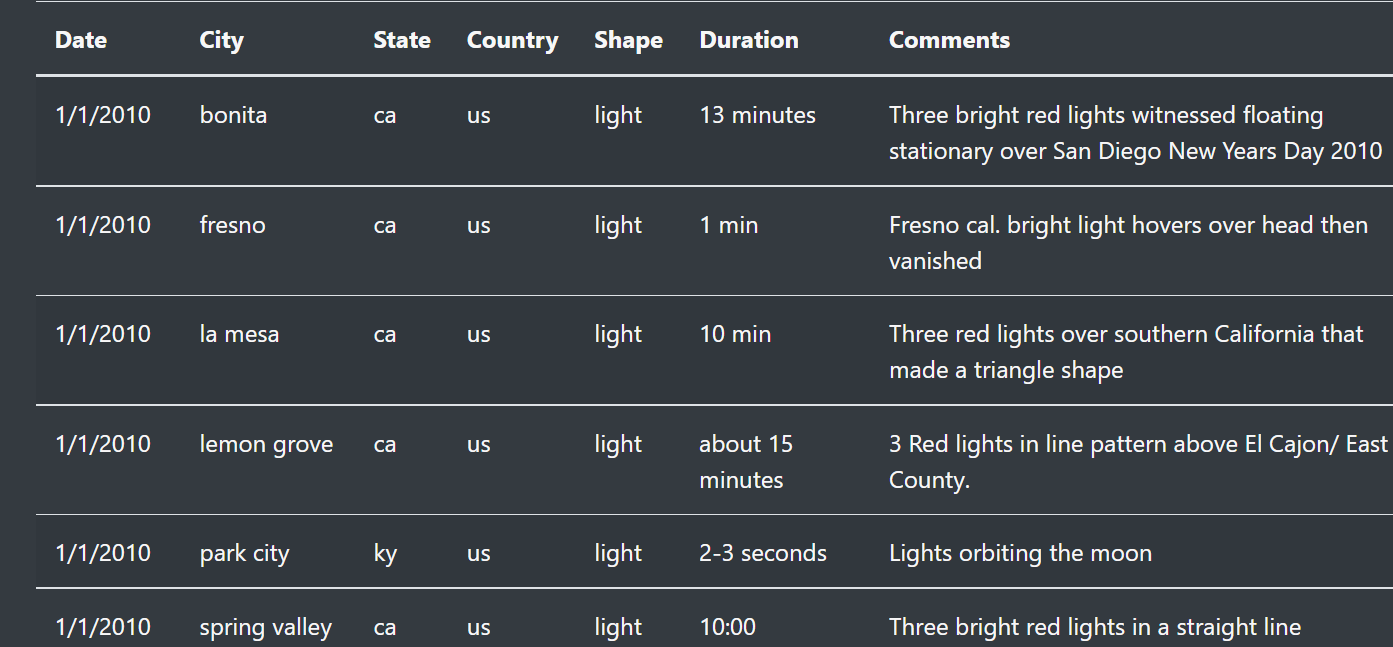 Date City State Country Shape Duration Comments
1/1/2010 bonita ca us light 13 minutes Three bright red lights witnessed floating
stationary over San Diego New Years Day 2010
1/1/2010 fresno ca us light 1 min Fresno cal. bright light hovers over head then
vanished
1/1/2010 la mesa ca us light 10 min Three red lights over southern California that
made a triangle shape
1/1/2010 lemon grove ca us light about 15 3 Red lights in line pattern above El Cajon/ East
minutes County.
1/1/2010 park city ky us light 2-3 seconds Lights orbiting the moon
1/1/2010 spring valley ca us light 10:00 Three bright red lights in a straight line